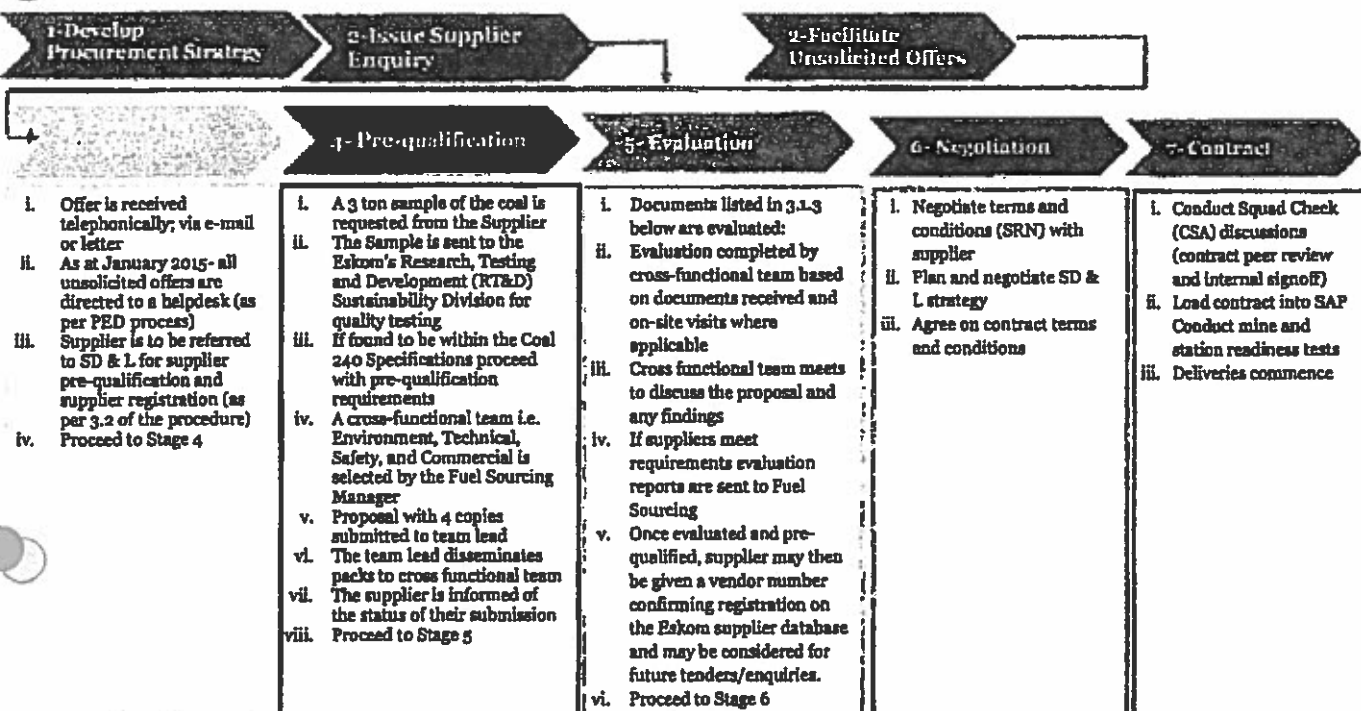 1-Develop
Procurement Strategy
2-Issue Supplier
Enquiry
2-Facilitate
Unsolicited Offers
4- Pre-qualification
5- Evaluation
6- Negotiation
7- Contract
i. Offer is received
telephonically; via e-mail
or letter
ii. As at January 2015- all
unsolicited offers are
directed to a helpdesk (as
per PED process)
iii. Supplier is to be referred
to SD & L for supplier
pre-qualification and
supplier registration (as
per 3.2 of the procedure)
iv. Proceed to Stage 4
i. A 3 ton sample of the coal is
requested from the Supplier
ii. The Sample is sent to the
Eskom's Research, Testing
and Development (RT&D)
Sustainability Division for
quality testing
iii. If found to be within the Coal
240 Specifications proceed
with pre-qualification
requirements
iv. A cross-functional team i.e.
Environment, Technical,
Safety, and Commercial is
selected by the Fuel Sourcing
Manager
v. Proposal with 4 copies
submitted to team lead
vi. The team lead disseminates
packs to cross functional team
vii. The supplier is informed of
the status of their submission
viii. Proceed to Stage 5
i. Documents listed in 3.1.3
below are evaluated:
ii. Evaluation completed by
cross-functional team based
on documents received and
on-site visits where
applicable
iii. Cross functional team meets
to discuss the proposal and
any findings
iv. If suppliers meet
requirements evaluation
reports are sent to Fuel
Sourcing
v. Once evaluated and pre-
qualified, supplier may then
be given a vendor number
confirming registration on
the Eskom supplier database
and may be considered for
future tenders/enquiries.
vi. Proceed to Stage 6
i. Negotiate terms and
conditions (SRN) with
supplier
ii. Plan and negotiate SD &
L strategy
iii. Agree on contract terms
and conditions
i. Conduct Squad Check
(CSA) discussions
(contract peer review
and internal signoff)
ii. Load contract into SAP
Conduct mine and
station readiness tests
iii. Deliveries commence